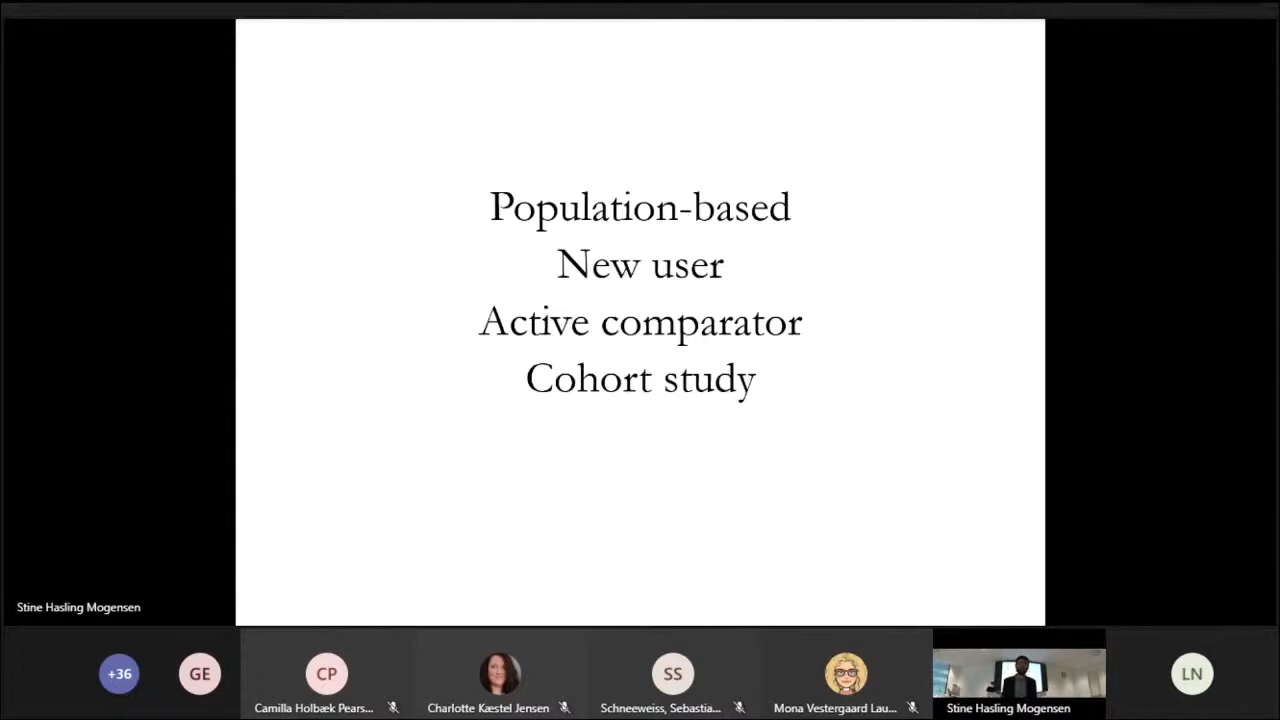 Population-based
New user
Active comparator
Cohort study
Stine Hasling Mogensen
+36
GE
CP
SS
LN
Camilla Holbæk Pears...
Charlotte Kæstel Jensen
Schneeweiss, Sebastia...
Mona Vestergaard Lau...
Stine Hasling Mogensen